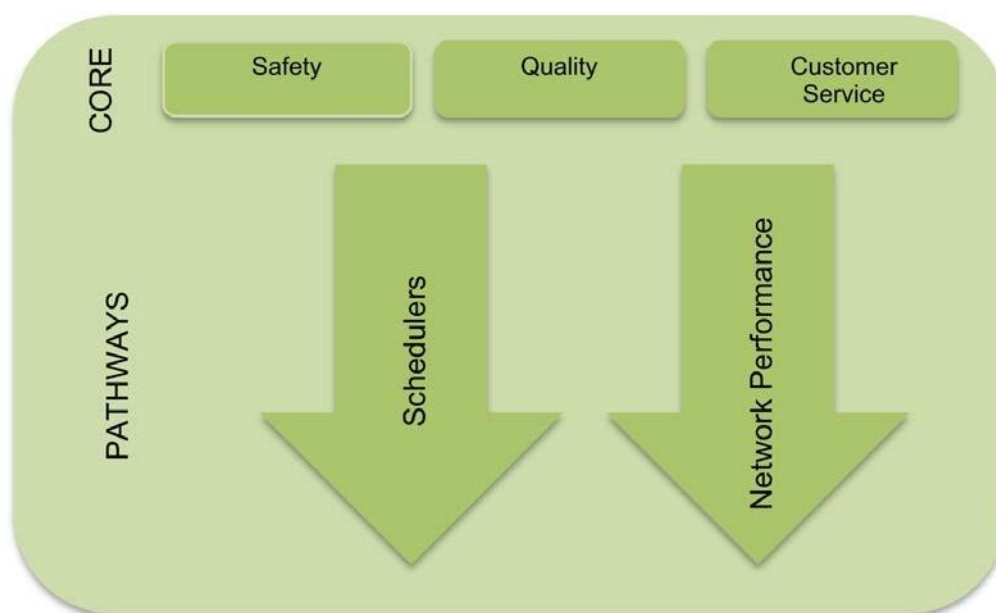 CORE
Safety
Quality
Customer
Service
PATHWAYS
Schedulers
Network Performance